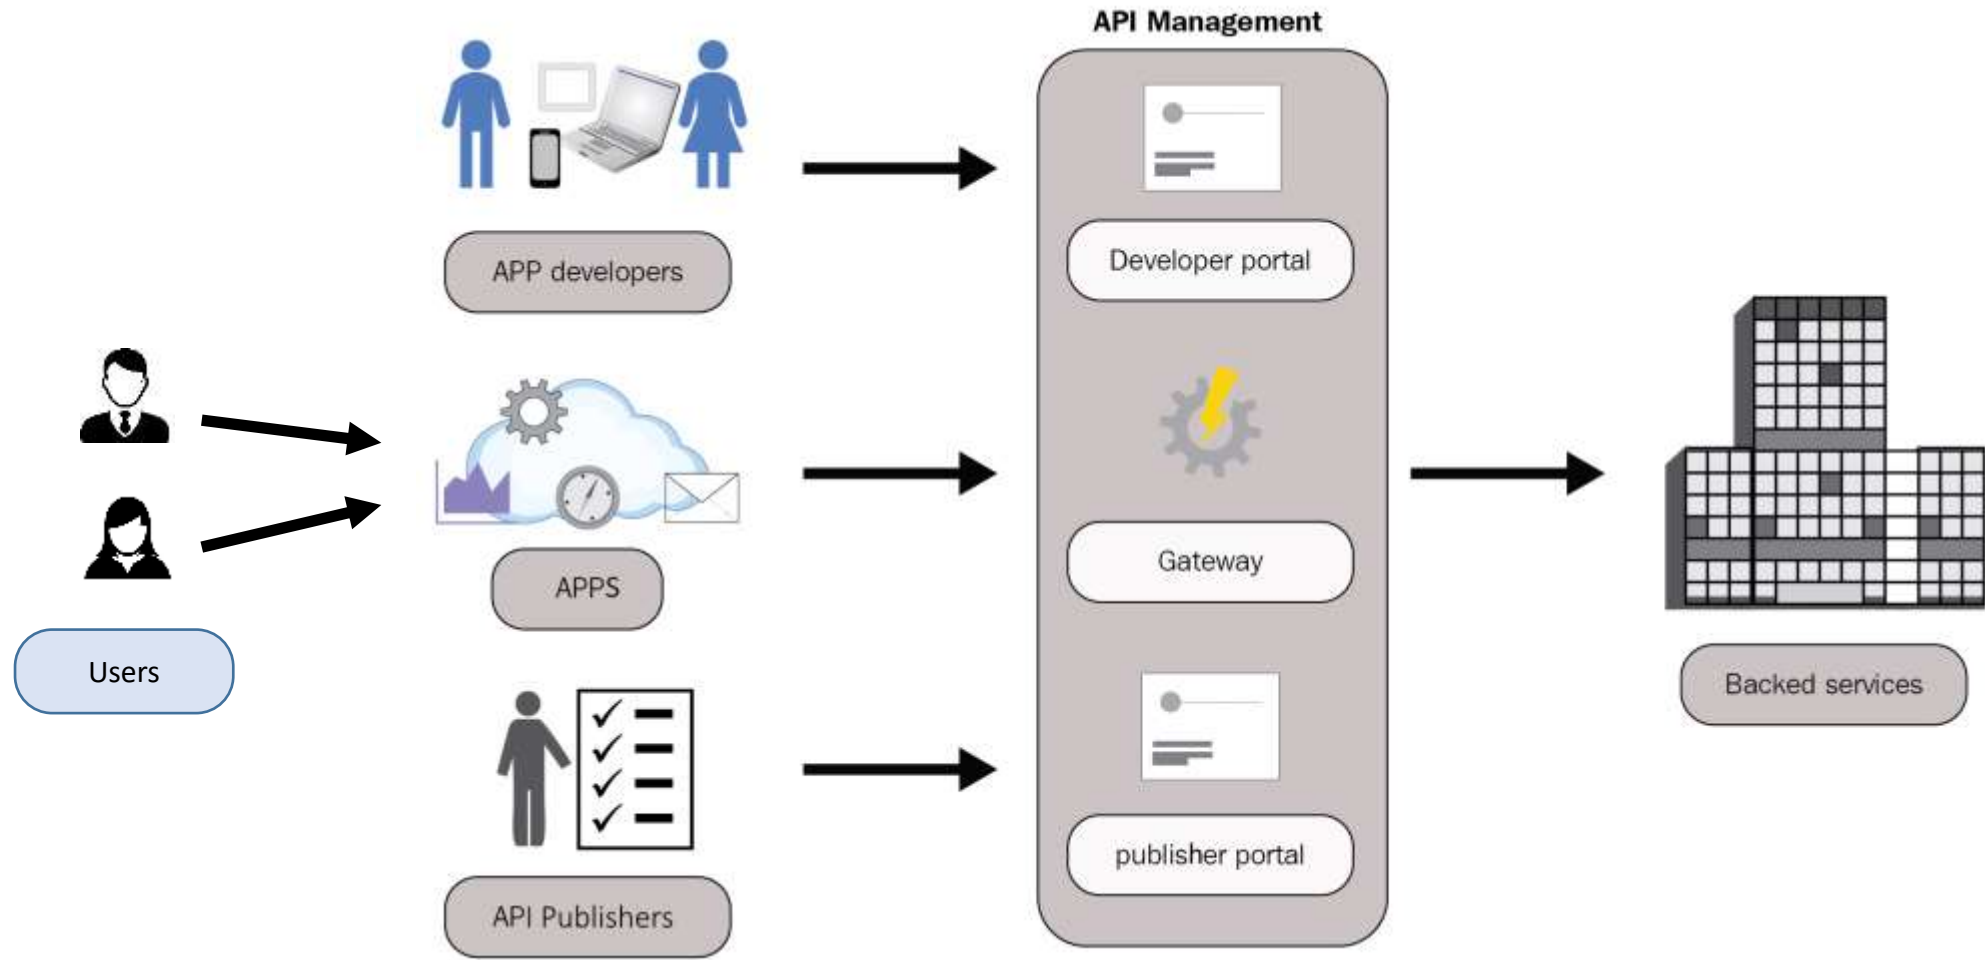 API Management
APP developers
Developer portal
APPS
Gateway
Users
Backed services
publisher portal
API Publishers